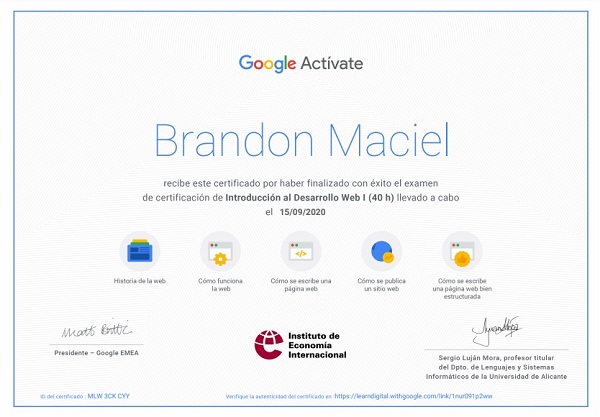 Google Actívate
Brandon Maciel
recibe este certificado por haber finalizado con éxito el examen
de certificación de Introducción al Desarrollo Web I (40 h) llevado a cabo
el 15/09/2020
Historia de la web
Cómo funciona
la web
Cómo se escribe una
página web
Cómo se publica
un sitio web
Cómo se escribe
una página web bien
estructurada
Presidente – Google EMEA
Instituto de
Economía
Internacional
Sergio Luján Mora, profesor titular
del Dpto. de Lenguajes y Sistemas
Informáticos de la Universidad de Alicante
ID del certificado : MLW 3CK CYY
Verifique la autenticidad del certificado en: https://learndigital.withgoogle.com/link/1nur091p2ww